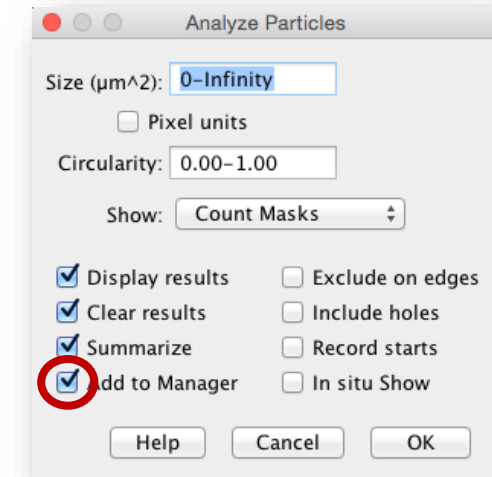 Analyze Particles
Size (µm^2): 0-Infinity
Pixel units
Circularity: 0.00-1.00
Show: Count Masks
Display results Exclude on edges
Clear results Include holes
Summarize Record starts
Add to Manager In situ Show
Help Cancel OK